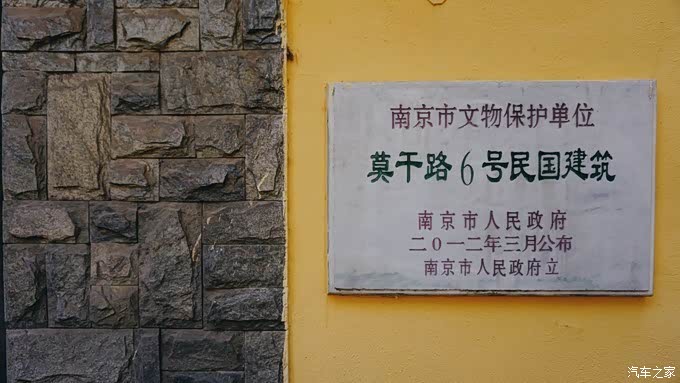 南京市文物保护单位
莫干路6号民国建筑
南京市人民政府
二０一二年三月公布
南京市人民政府立
汽车之家